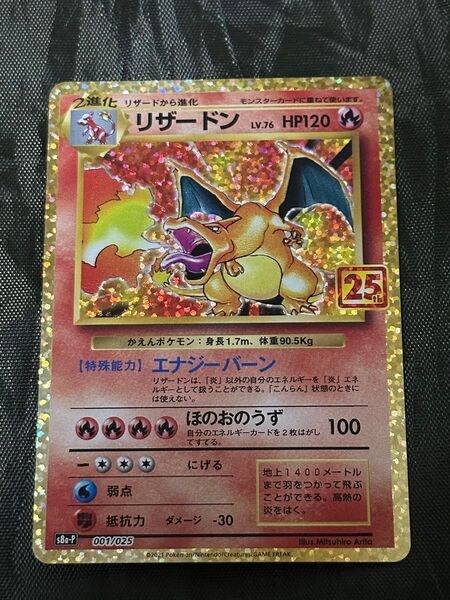 2進化 リザードから進化 モンスターカードに重ねて使います。
リザードン LV.76 HP120
25th
かえんポケモン：身長1.7m、体重90.5Kg
【特殊能力】エナジーバーン
リザードンは、「炎」以外の自分のエネルギーを「炎」エネ
ルギーとして扱うことができる。「こんらん」状態のときに
は使えない。
ほのおのうず 100
自分のエネルギーカードを2枚はがし
てすてる。
にげる
弱点
抵抗力 ダメージ -30
地上1400メートル
まで羽をつかって飛ぶ
ことができる。高熱の
炎をはく。
s8a-P 001/025 Illus.Mitsuhiro Arita
©2021 Pokémon/Nintendo/Creatures/GAME FREAK.